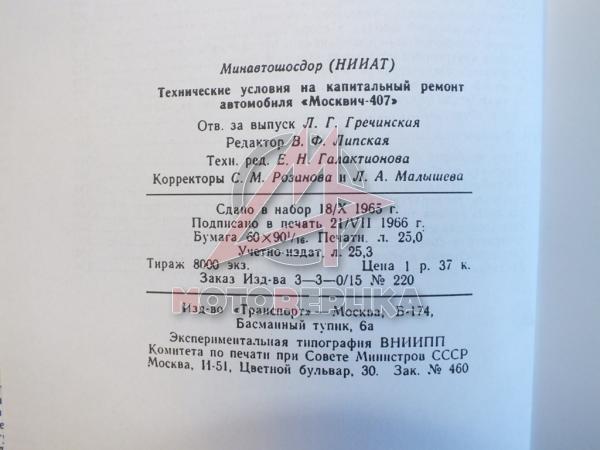 Минавтошосдор (НИИАТ)
Технические условия на капитальный ремонт
автомобиля «Москвич-407»
Отв. за выпуск Л. Г. Гречинская
Редактор В. Ф. Липская
Техн. ред. Е. Н. Галактионова
Корректоры С. М. Розанова и Л. А. Малышева
Сдано в набор 18/X 1965 г.
Подписано в печать 21/VII 1966 г.
Бумага 60×90¹/₁₆. Печатн. л. 25,0
Учетно-издат. л. 25,3
Тираж 8000 экз. Цена 1 р. 37 к.
Заказ Изд-ва 3—3—0/15 № 220
MOTOREPLIKA
Изд-во «Транспорт» — Москва, Б-174,
Басманный тупик, 6а
Экспериментальная типография ВНИИПП
Комитета по печати при Совете Министров СССР
Москва, И-51, Цветной бульвар, 30. Зак. № 460